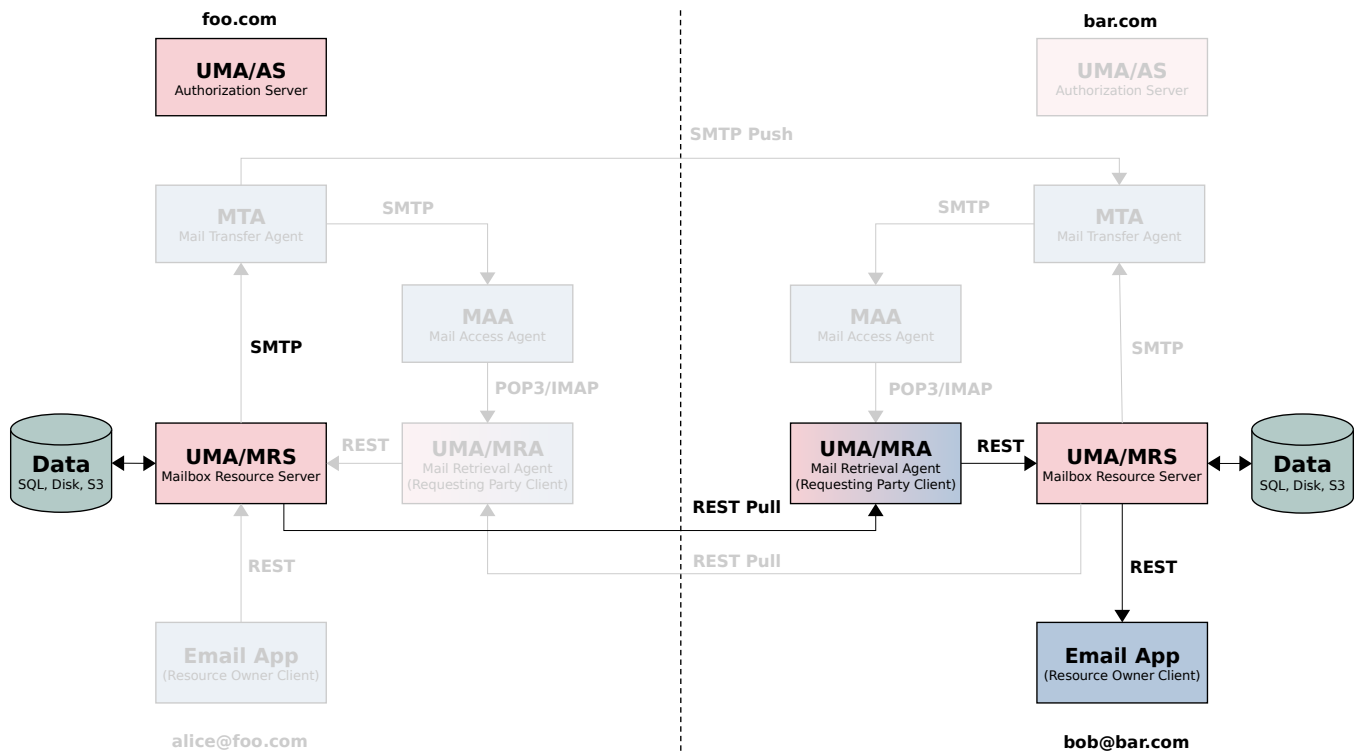 foo.com
bar.com
UMA/AS
Authorization Server
UMA/AS
Authorization Server
SMTP Push
MTA
Mail Transfer Agent
SMTP
SMTP
MTA
Mail Transfer Agent
MAA
Mail Access Agent
MAA
Mail Access Agent
SMTP
SMTP
POP3/IMAP
POP3/IMAP
Data
SQL, Disk, S3
UMA/MRS
Mailbox Resource Server
REST
UMA/MRA
Mail Retrieval Agent
(Requesting Party Client)
UMA/MRA
Mail Retrieval Agent
(Requesting Party Client)
REST
UMA/MRS
Mailbox Resource Server
Data
SQL, Disk, S3
REST Pull
REST Pull
REST
REST
Email App
(Resource Owner Client)
Email App
(Resource Owner Client)
alice@foo.com
bob@bar.com